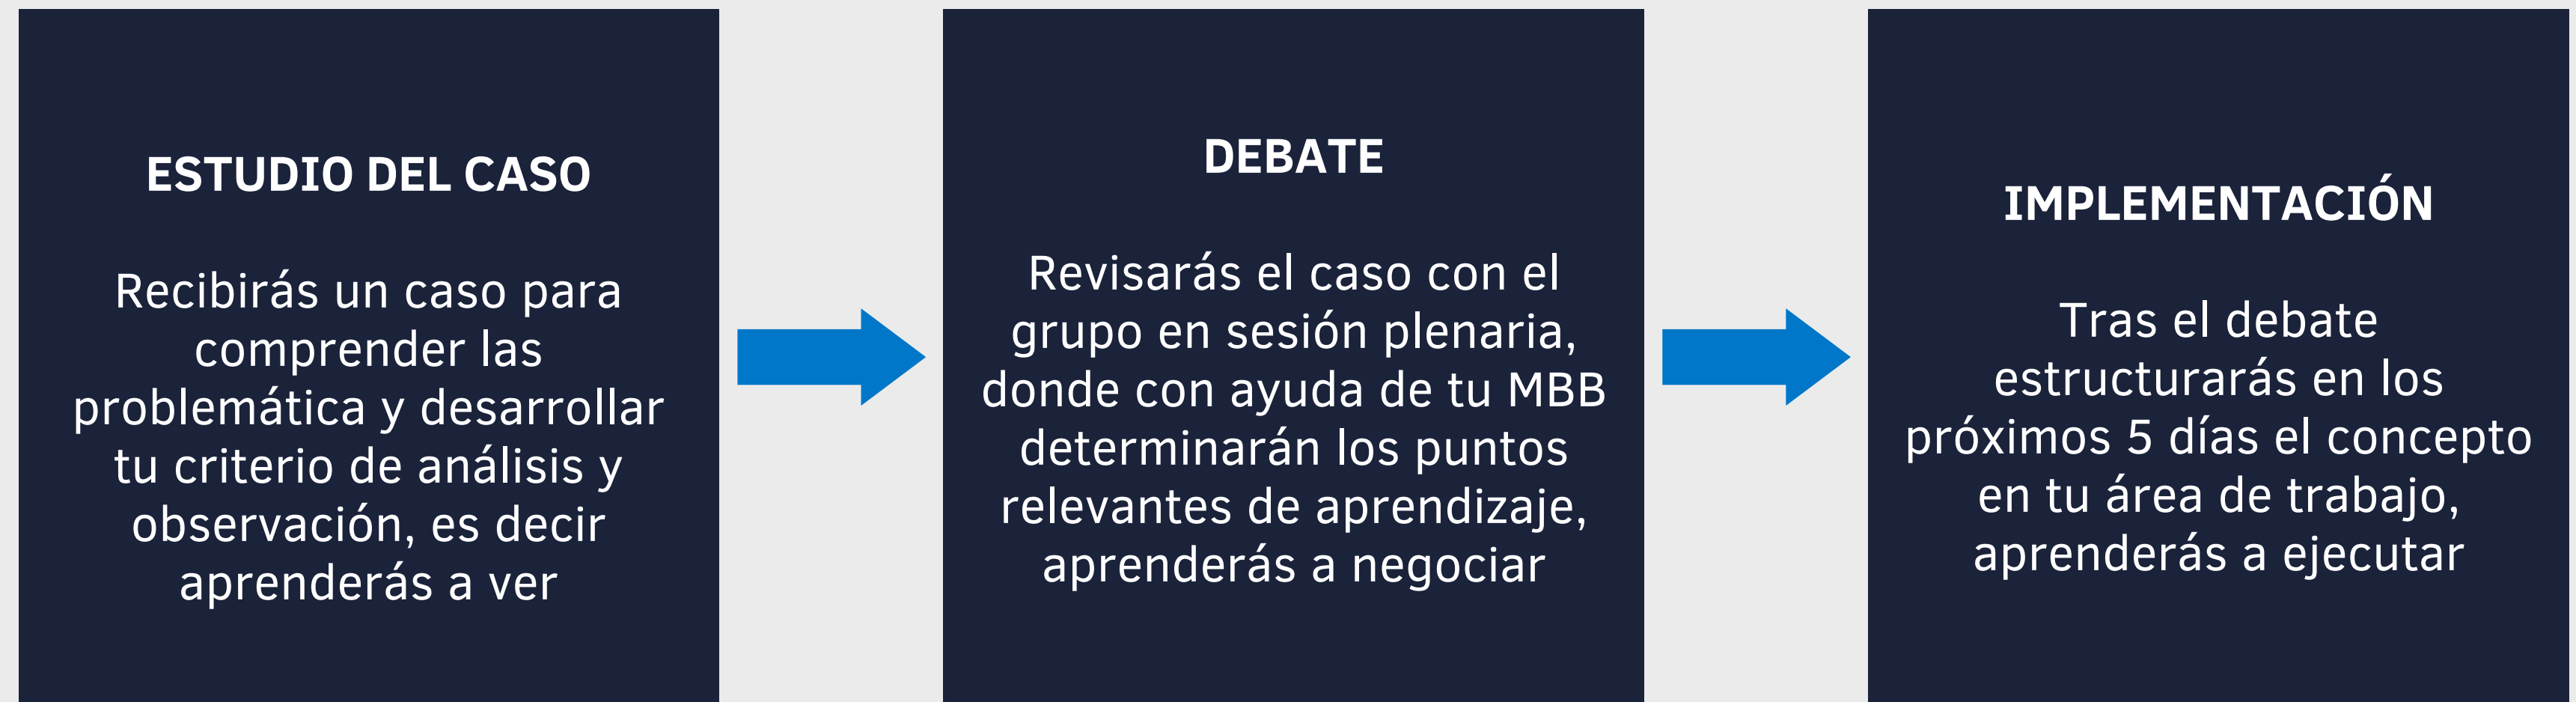 ESTUDIO DEL CASO
Recibirás un caso para
comprender las
problemática y desarrollar
tu criterio de análisis y
observación, es decir
aprenderás a ver
DEBATE
Revisarás el caso con el
grupo en sesión plenaria,
donde con ayuda de tu MBB
determinarán los puntos
relevantes de aprendizaje,
aprenderás a negociar
IMPLEMENTACIÓN
Tras el debate
estructurarás en los
próximos 5 días el concepto
en tu área de trabajo,
aprenderás a ejecutar